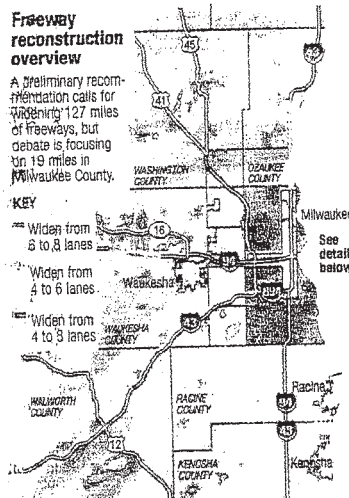 Freeway
reconstruction
overview
A preliminary recom-
mendation calls for
widening 127 miles
of freeways, but
debate is focusing
on 19 miles in
Milwaukee County.
KEY
Widen from
6 to 8 lanes
Widen from
4 to 6 lanes
Widen from
4 to 8 lanes
45
43
41
WASHINGTON
COUNTY
OZAUKEE
COUNTY
16
Milwaukee
See
detail
below
94
Waukesha
43
WAUKESHA
COUNTY
WALWORTH
COUNTY
RACINE
COUNTY
Racine
94
12
KENOSHA
COUNTY
Kenosha